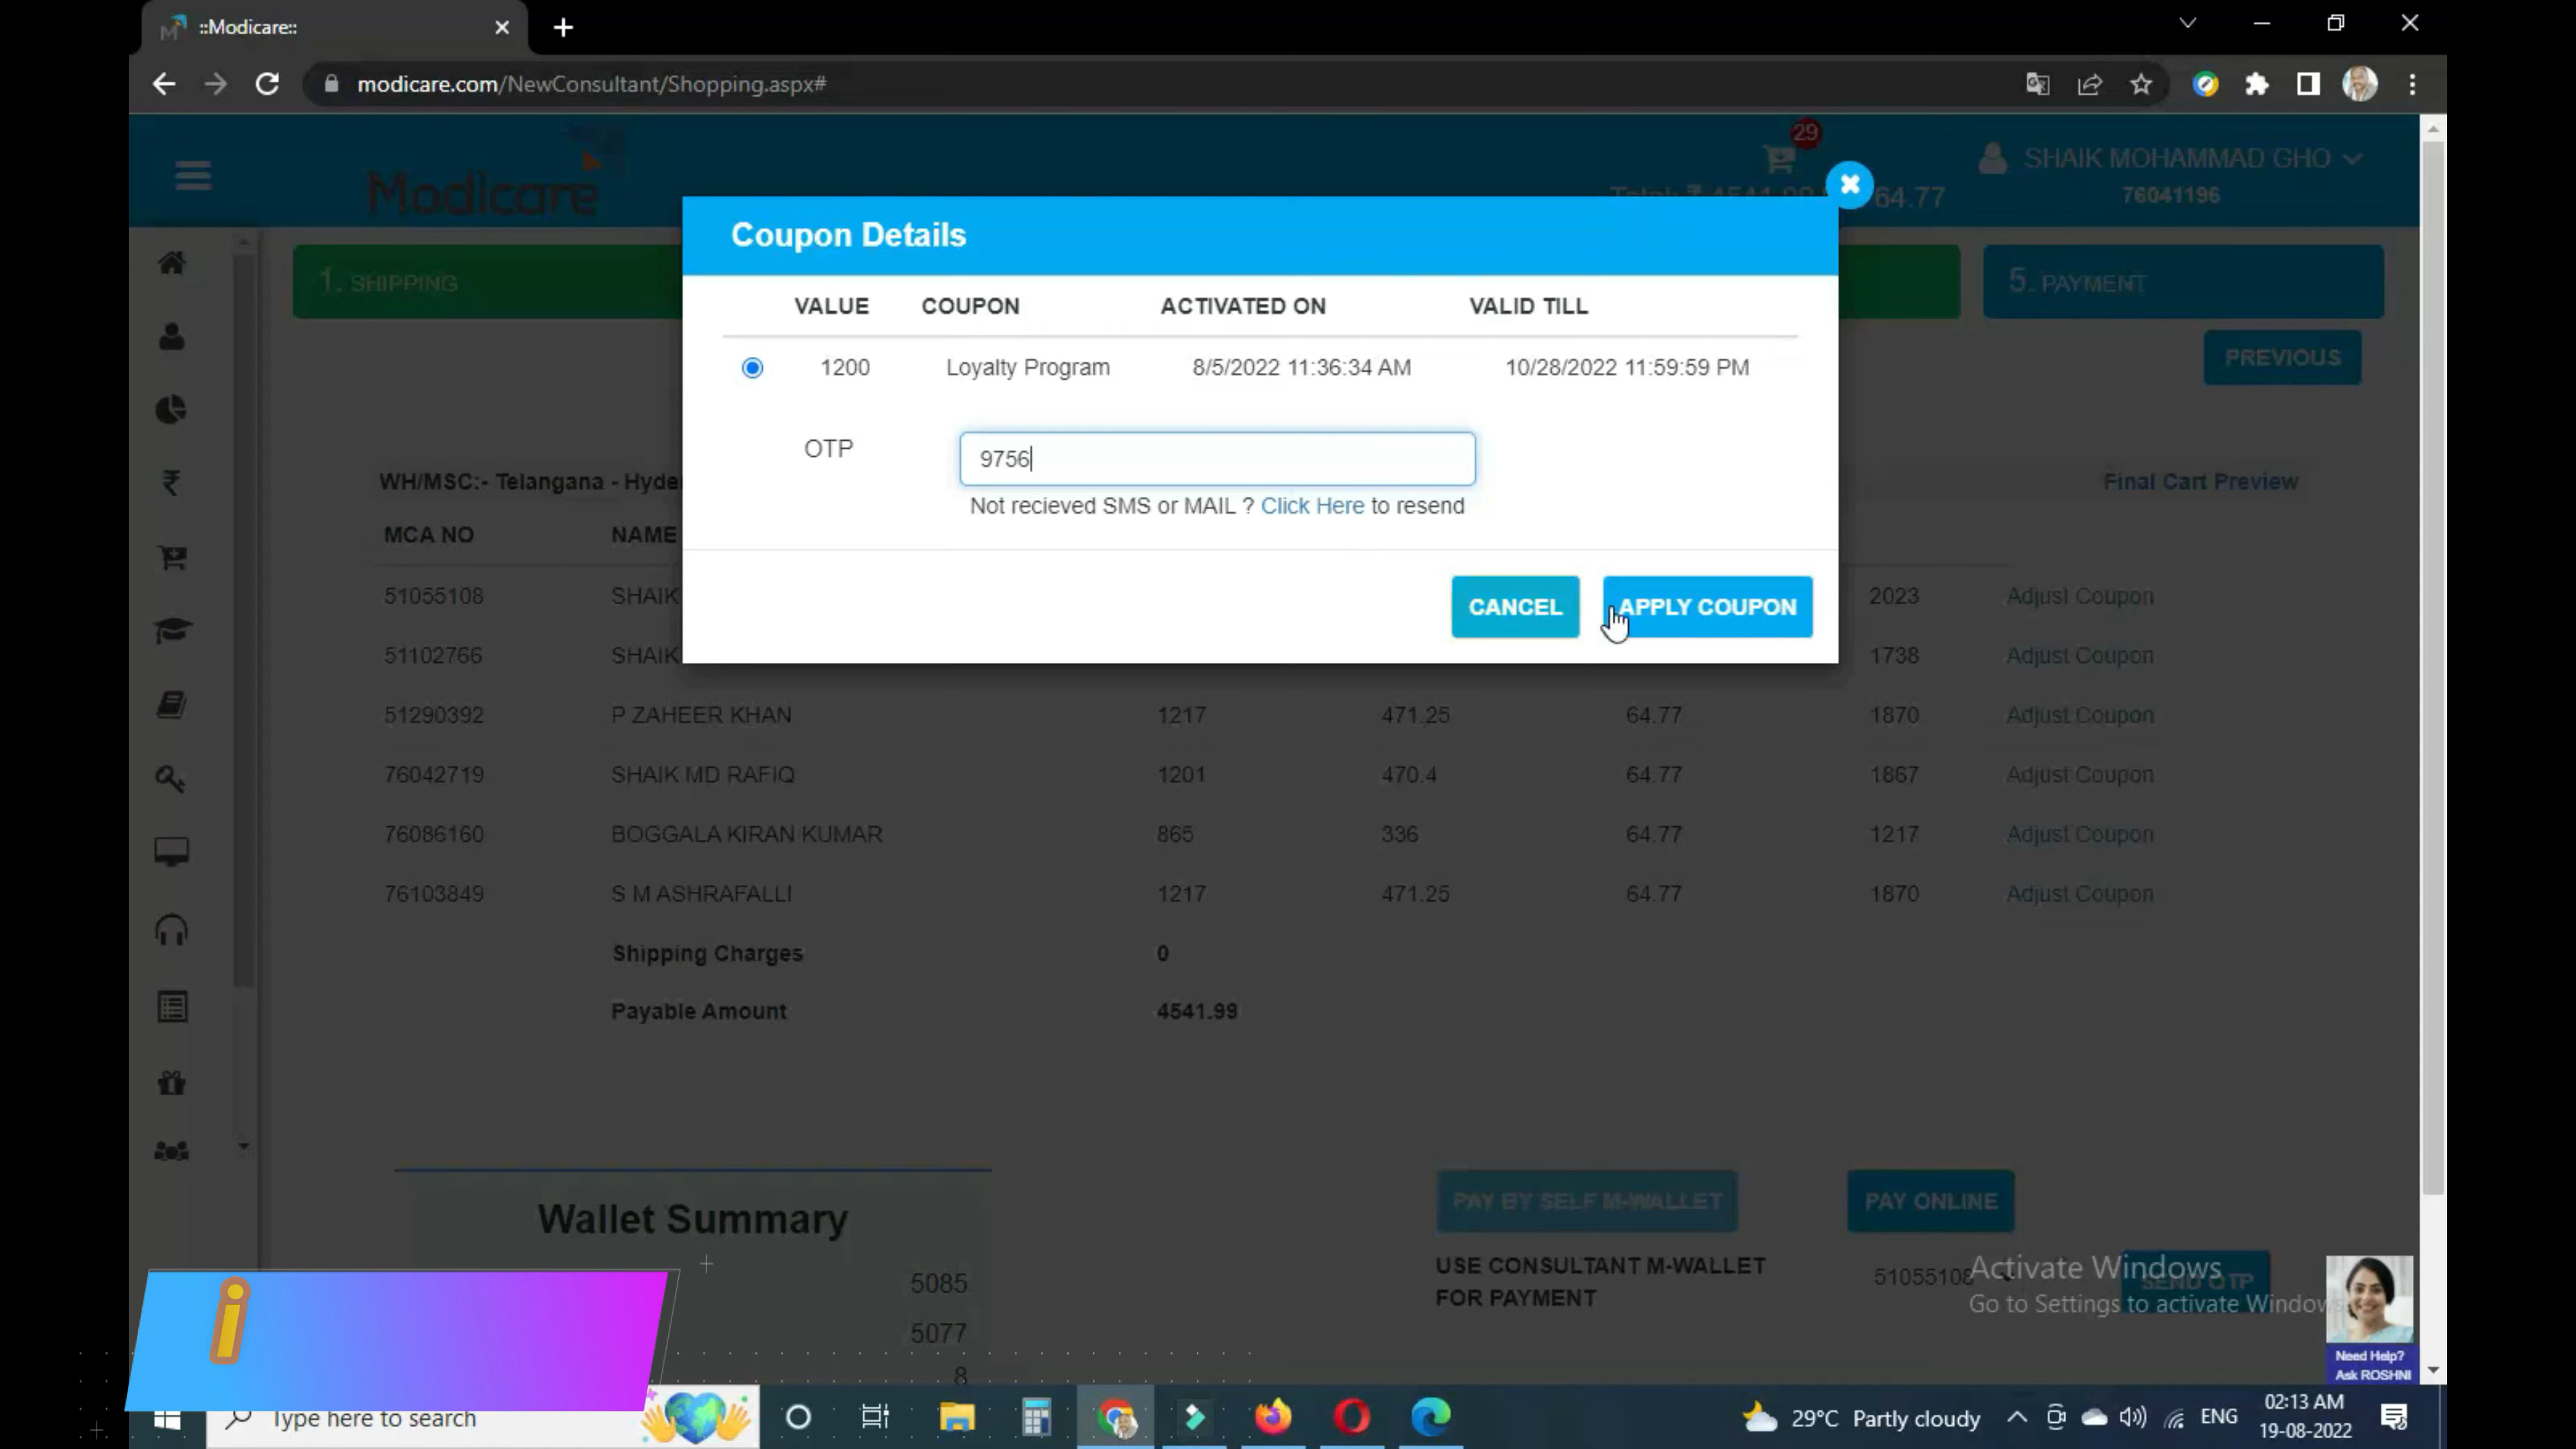 ::Modicare::
modicare.com/NewConsultant/Shopping.aspx#
Modicare
29
SHAIK MOHAMMAD GHO
64.77
76041196
Coupon Details
1. SHIPPING
5. PAYMENT
PREVIOUS
VALUE COUPON ACTIVATED ON VALID TILL
1200 Loyalty Program 8/5/2022 11:36:34 AM 10/28/2022 11:59:59 PM
OTP 9756
Not recieved SMS or MAIL ? Click Here to resend
CANCEL APPLY COUPON
WH/MSC:- Telangana - Hyde
Final Cart Preview
MCA NO NAME
51055108 SHAIK 2023 Adjust Coupon
51102766 SHAIK 1738 Adjust Coupon
51290392 P ZAHEER KHAN 1217 471.25 64.77 1870 Adjust Coupon
76042719 SHAIK MD RAFIQ 1201 470.4 64.77 1867 Adjust Coupon
76086160 BOGGALA KIRAN KUMAR 865 336 64.77 1217 Adjust Coupon
76103849 S M ASHRAFALLI 1217 471.25 64.77 1870 Adjust Coupon
Shipping Charges 0
Payable Amount 4541.99
Wallet Summary
5085
5077
8
PAY BY SELF M-WALLET PAY ONLINE
USE CONSULTANT M-WALLET
FOR PAYMENT
51055108
SEND OTP
Activate Windows
Go to Settings to activate Window
Need Help?
Ask ROSHNI
i
Type here to search
29°C Partly cloudy
ENG
02:13 AM
19-08-2022